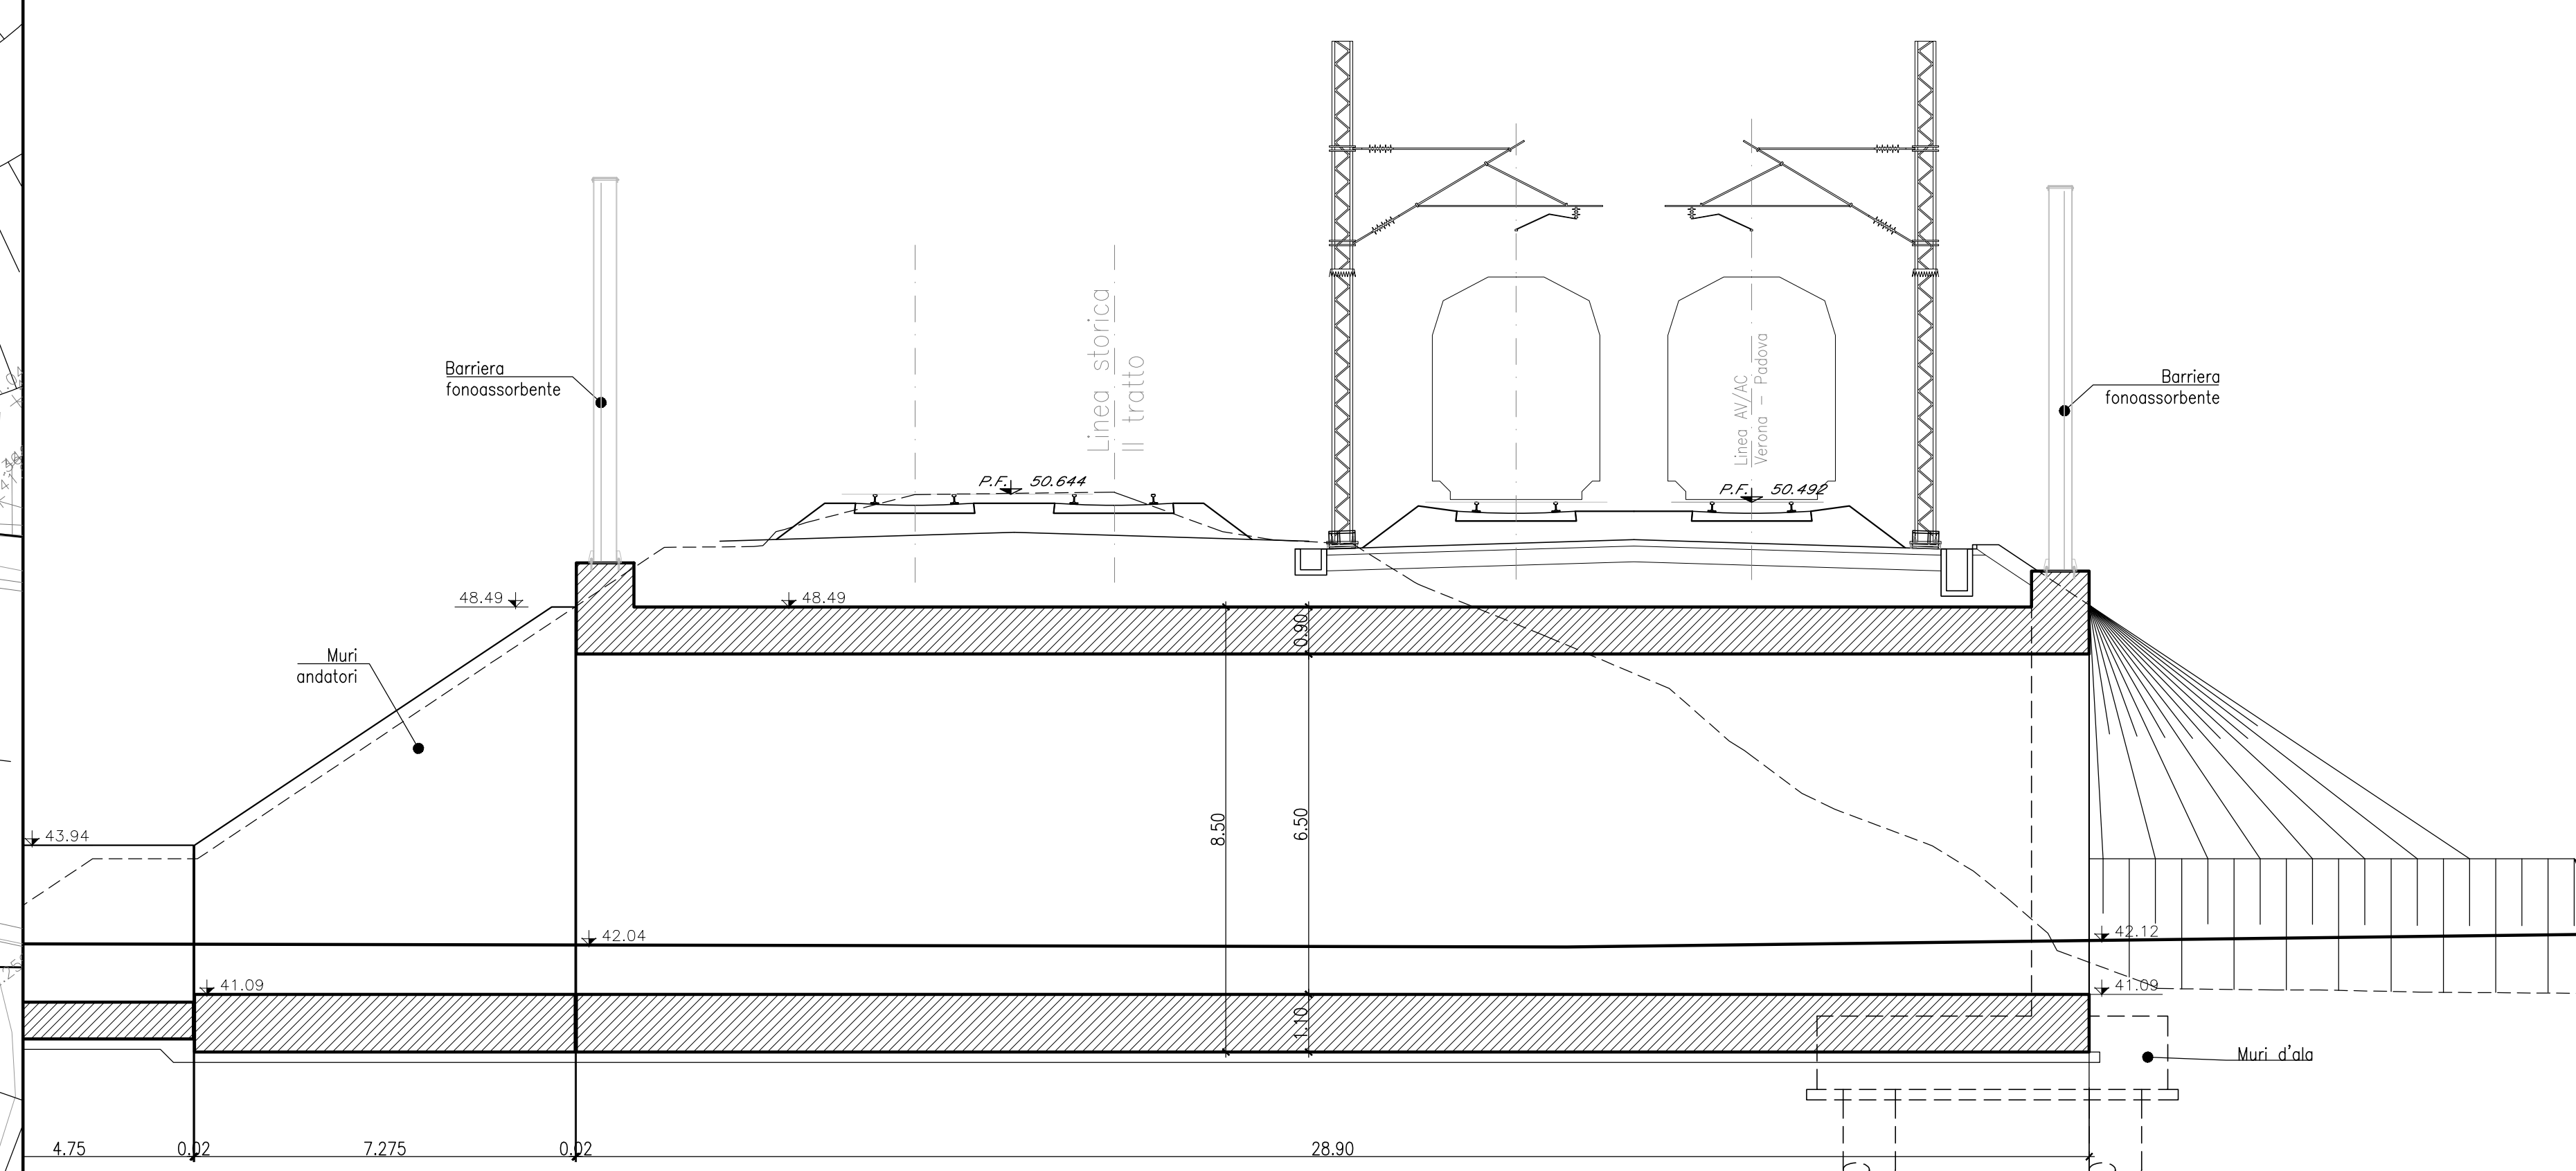 Linea storica
II tratto
Linea AV/AC
Verona - Padova
Barriera
fonoassorbente
Barriera
fonoassorbente
P.F. 50.644
P.F. 50.492
48.49
48.49
0.90
Muri
andatori
8.50
6.50
43.94
42.04
42.12
41.09
41.09
1.10
Muri d'ala
4.75
0.02
7.275
0.02
28.90